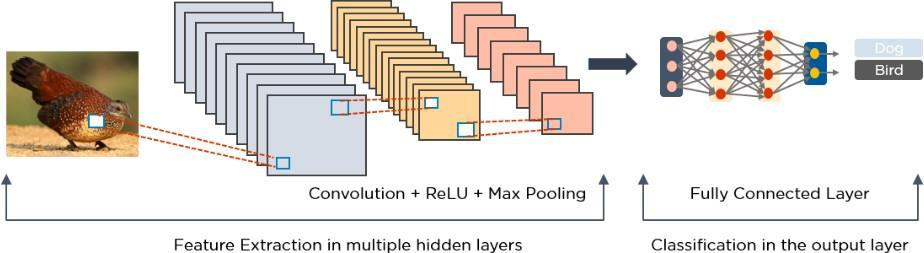 Dog
Bird
Convolution + ReLU + Max Pooling
Fully Connected Layer
Feature Extraction in multiple hidden layers
Classification in the output layer